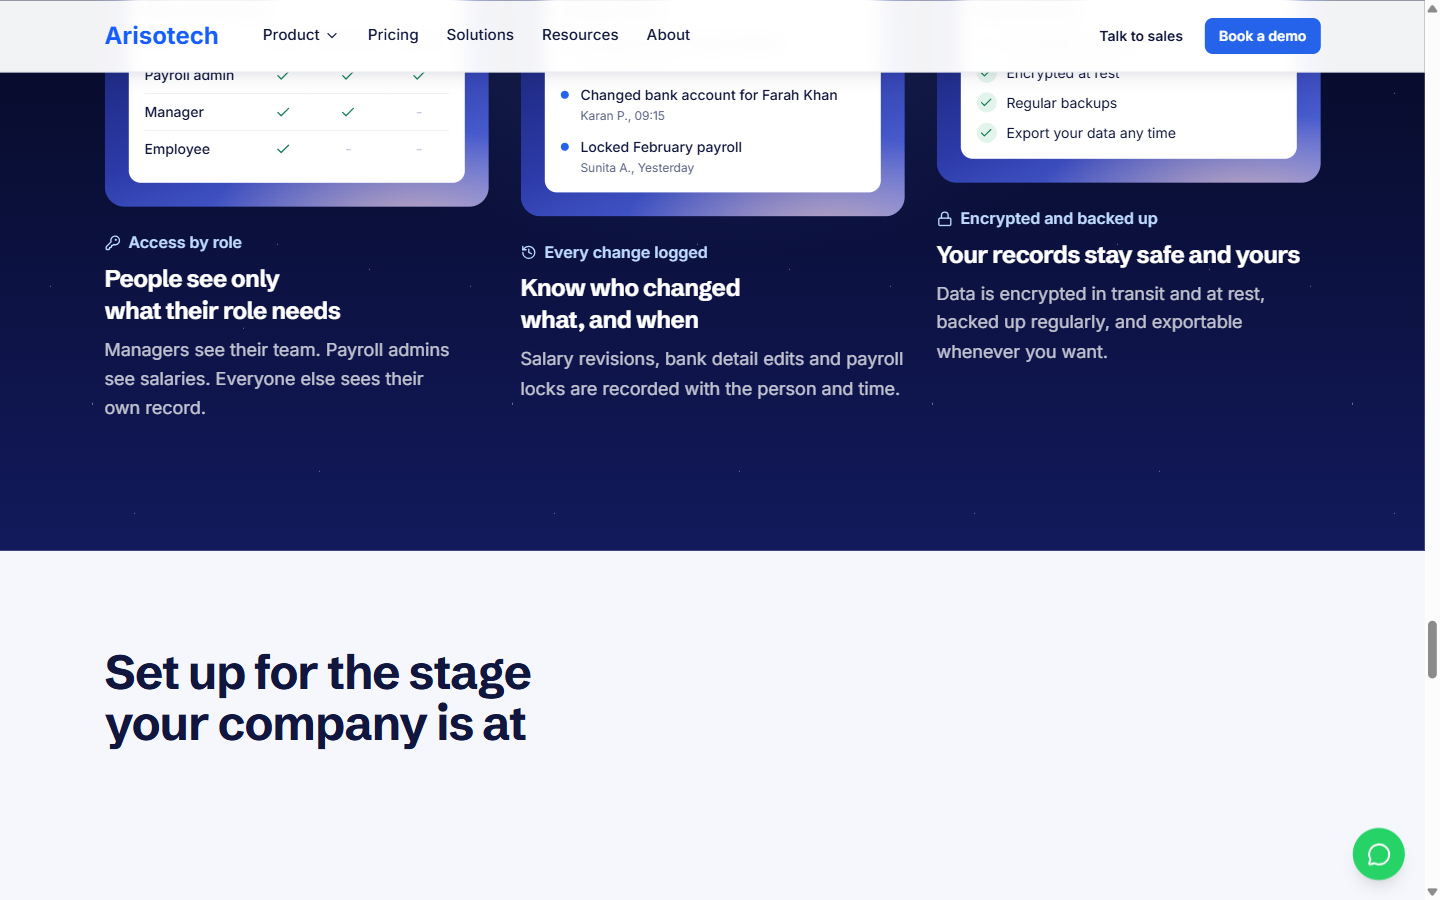 Arisotech
Product
Pricing
Solutions
Resources
About
Talk to sales
Book a demo
Payroll admin
Manager
-
Employee
- -
Access by role
People see only
what their role needs
Managers see their team. Payroll admins
see salaries. Everyone else sees their
own record.
Changed bank account for Farah Khan
Karan P., 09:15
Locked February payroll
Sunita A., Yesterday
Every change logged
Know who changed
what, and when
Salary revisions, bank detail edits and payroll
locks are recorded with the person and time.
Encrypted at rest
Regular backups
Export your data any time
Encrypted and backed up
Your records stay safe and yours
Data is encrypted in transit and at rest,
backed up regularly, and exportable
whenever you want.
Set up for the stage
your company is at